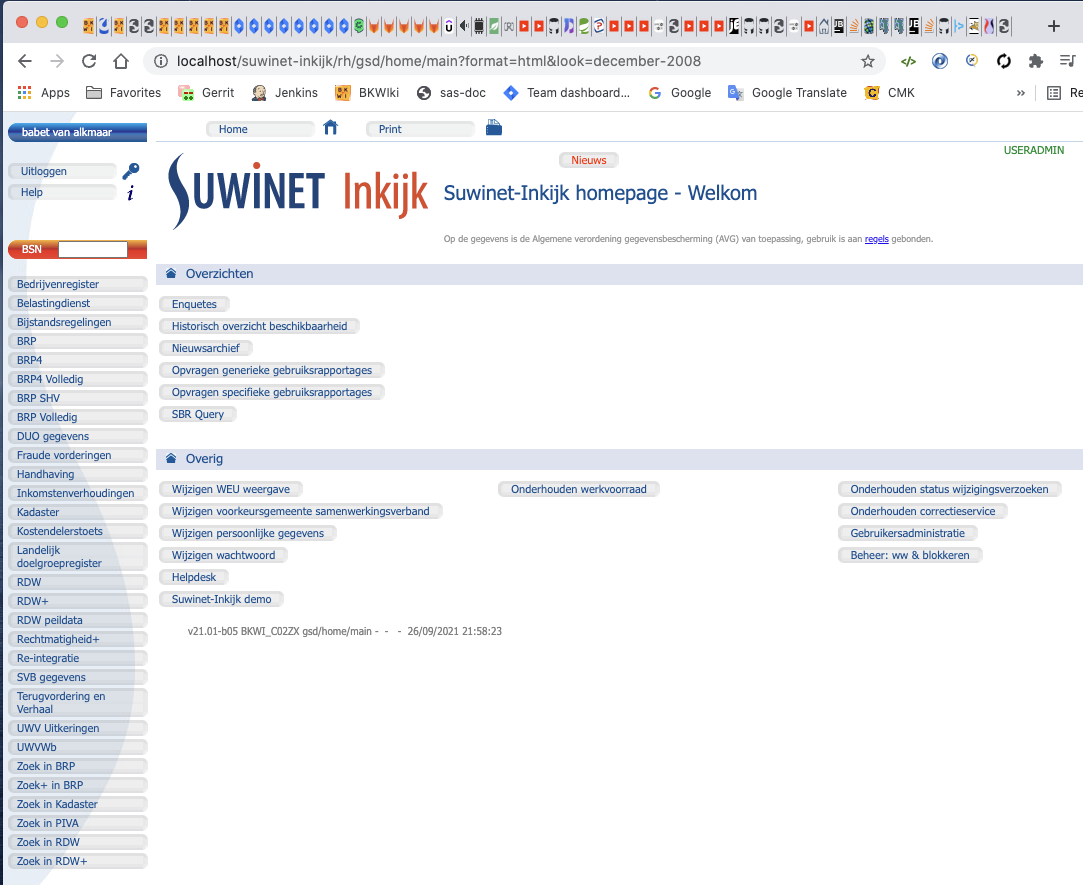 localhost/suwinet-inkijk/rh/gsd/home/main?format=html&look=december-2008
Apps Favorites Gerrit Jenkins BKWIki sas-doc Team dashboard... Google Google Translate CMK » Re
babet van alkmaar
Home Print
USERADMIN
Nieuws
Uitloggen
Help
SUWINET Inkijk
Suwinet-Inkijk homepage - Welkom
Op de gegevens is de Algemene verordening gegevensbescherming (AVG) van toepassing, gebruik is aan regels gebonden.
BSN
Bedrijvenregister
Belastingdienst
Bijstandsregelingen
BRP
BRP4
BRP4 Volledig
BRP SHV
BRP Volledig
DUO gegevens
Fraude vorderingen
Handhaving
Inkomstenverhoudingen
Kadaster
Kostendelerstoets
Landelijk
doelgroepregister
RDW
RDW+
RDW peildata
Rechtmatigheid+
Re-integratie
SVB gegevens
Terugvordering en
Verhaal
UWV Uitkeringen
UWVWb
Zoek in BRP
Zoek+ in BRP
Zoek in Kadaster
Zoek in PIVA
Zoek in RDW
Zoek in RDW+
Overzichten
Enquetes
Historisch overzicht beschikbaarheid
Nieuwsarchief
Opvragen generieke gebruiksrapportages
Opvragen specifieke gebruiksrapportages
SBR Query
Overig
Wijzigen WEU weergave
Wijzigen voorkeursgemeente samenwerkingsverband
Wijzigen persoonlijke gegevens
Wijzigen wachtwoord
Helpdesk
Suwinet-Inkijk demo
Onderhouden werkvoorraad
Onderhouden status wijzigingsverzoeken
Onderhouden correctieservice
Gebruikersadministratie
Beheer: ww & blokkeren
v21.01-b05 BKWI_C02ZX gsd/home/main - - - 26/09/2021 21:58:23